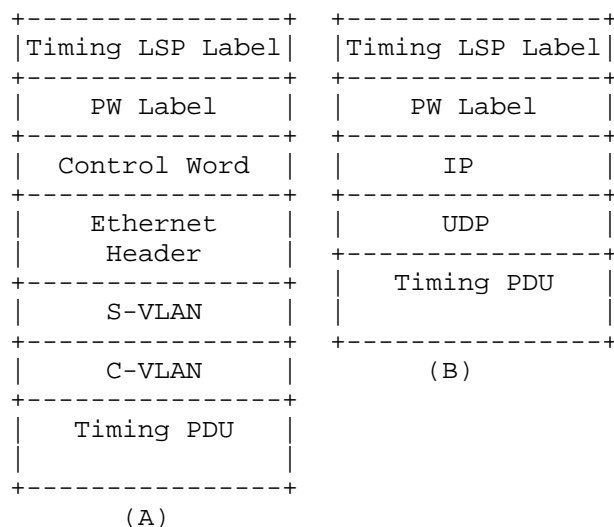 +----------------+ +----------------+
|Timing LSP Label| |Timing LSP Label|
+----------------+ +----------------+
| PW Label | | PW Label |
+----------------+ +----------------+
| Control Word | | IP |
+----------------+ +----------------+
| Ethernet | | UDP |
| Header | +----------------+
+----------------+ | Timing PDU |
| S-VLAN | | |
+----------------+ +----------------+
| C-VLAN | (B)
+----------------+
| Timing PDU |
| |
+----------------+
(A)